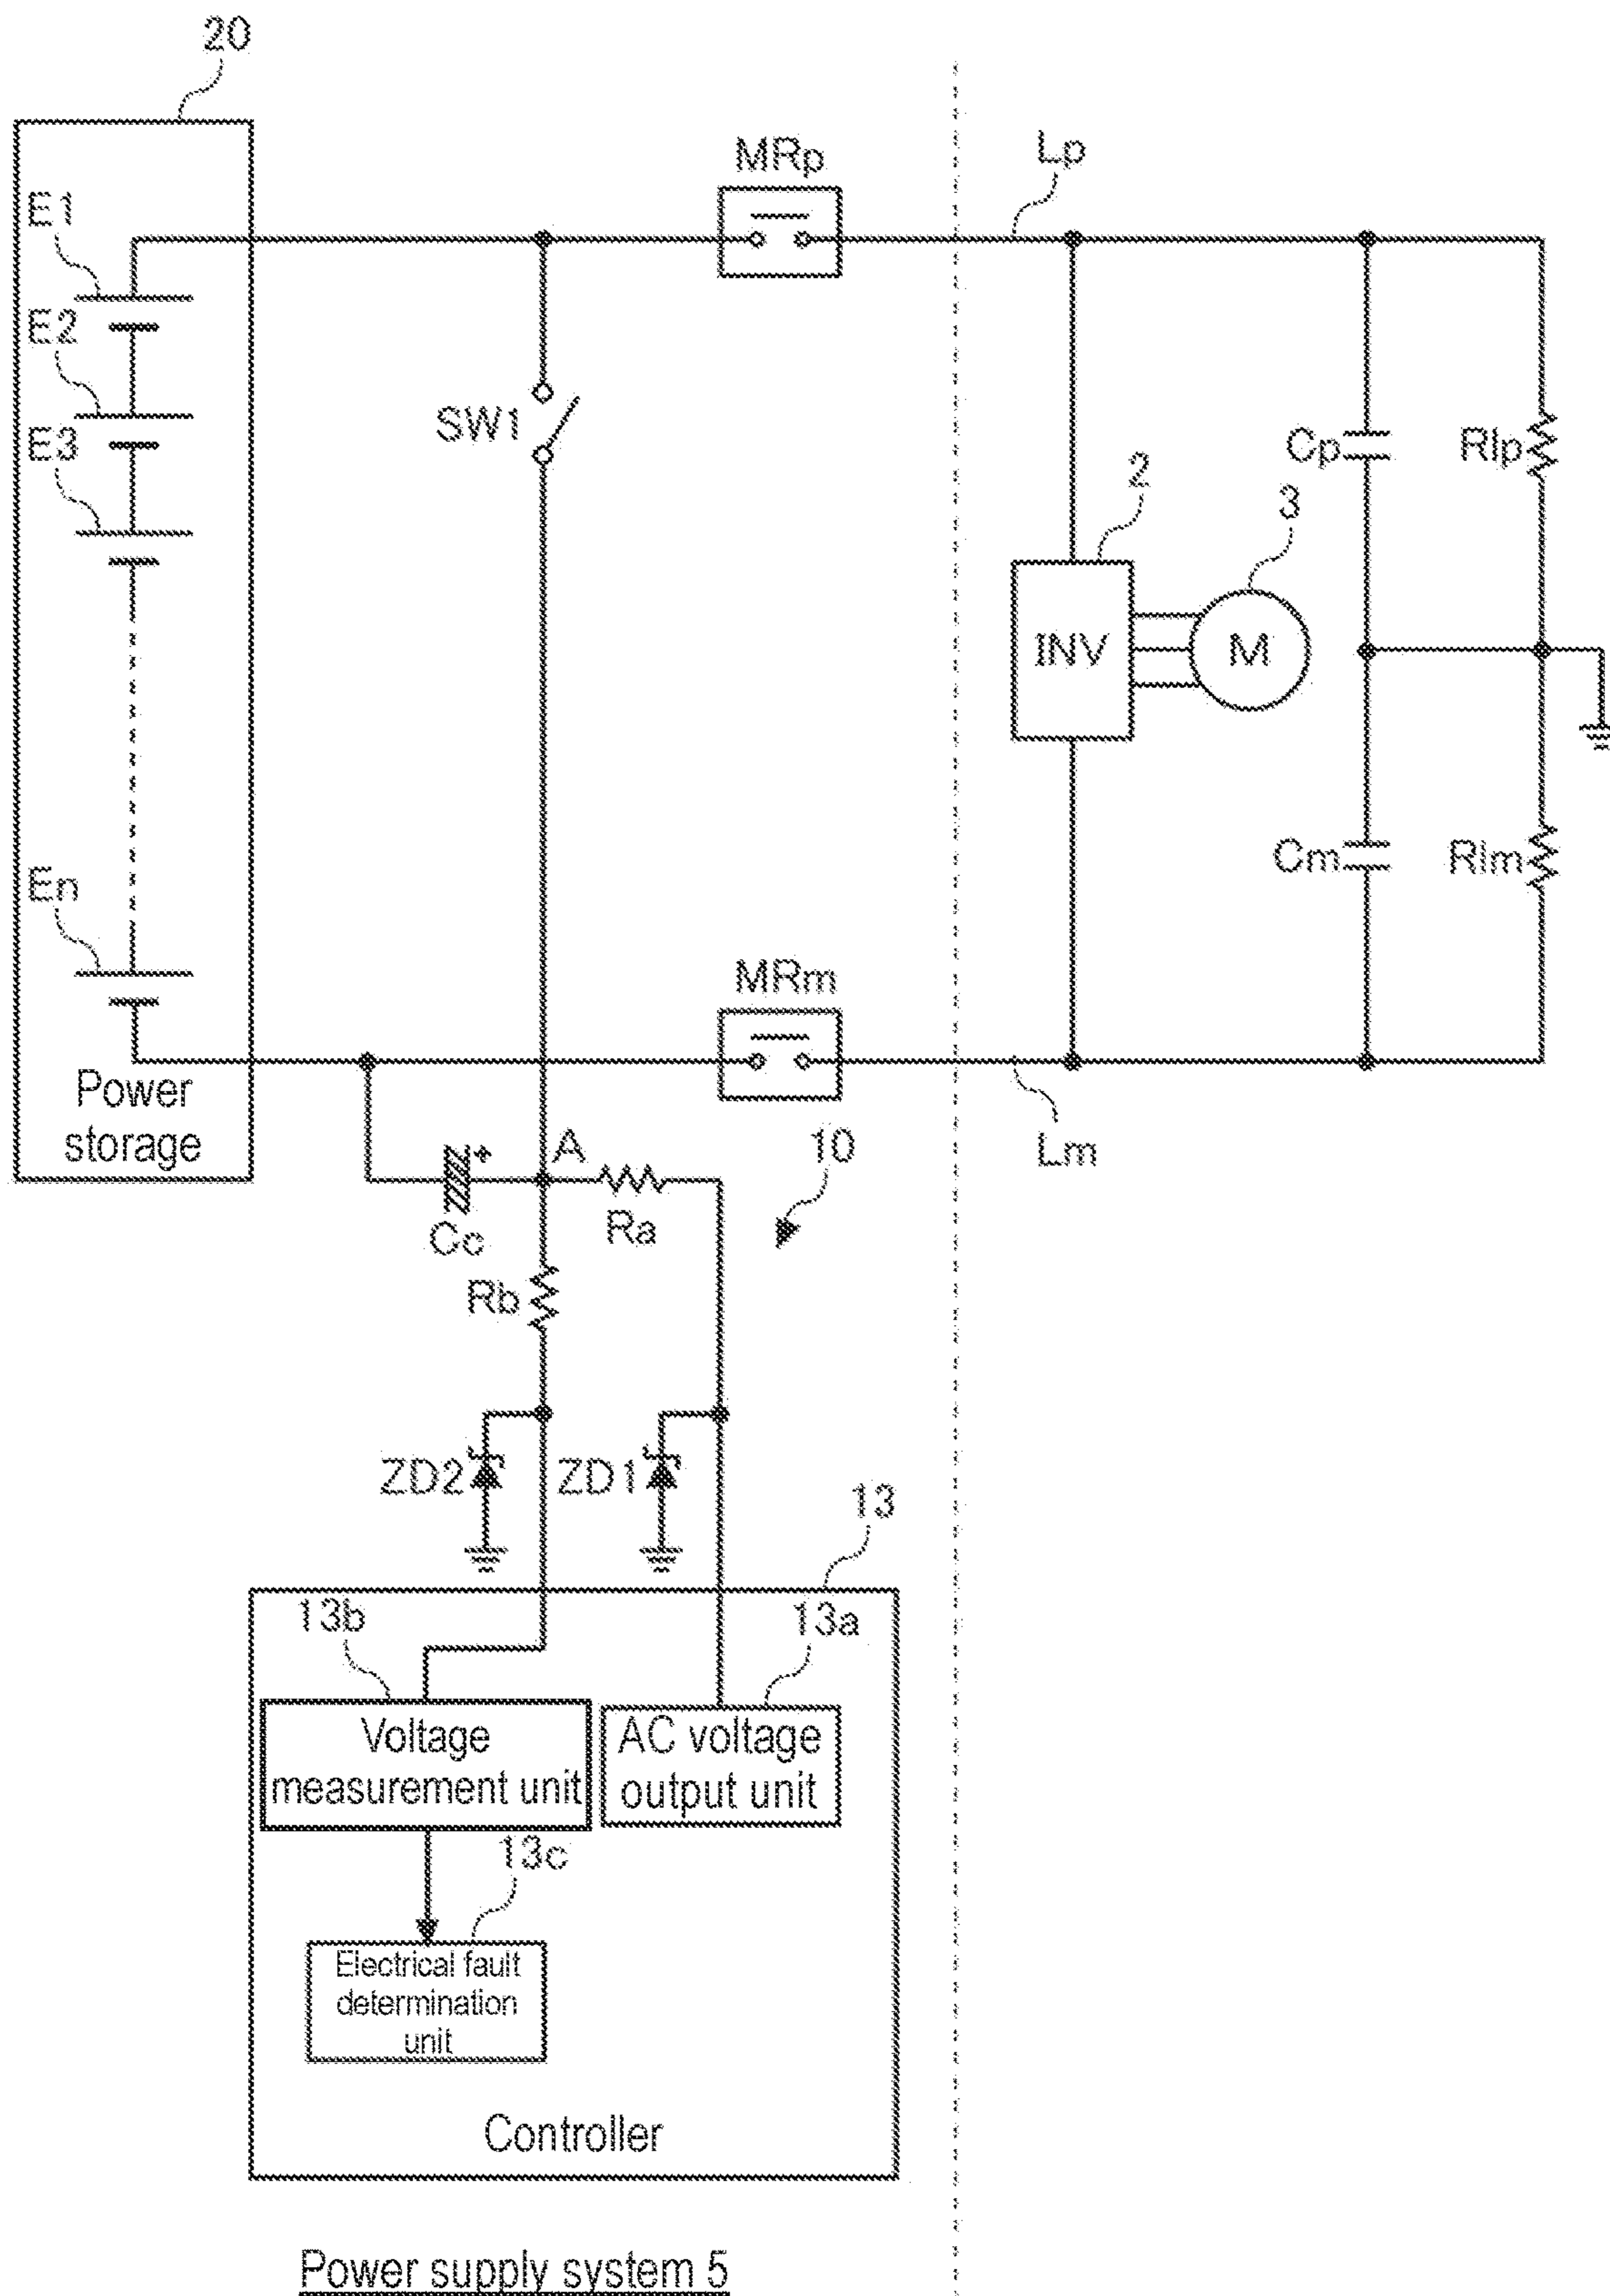 20
MRp
Lp
E1
E2
E3
SW1
Cp
Rlp
2
3
INV
M
Cm
Rlm
En
MRm
Power
storage
A
10
Lm
+
Cc
Ra
Rb
ZD2
ZD1
13
13b
13a
Voltage
measurement unit
AC voltage
output unit
13c
Electrical fault
determination
unit
Controller
Power supply system 5